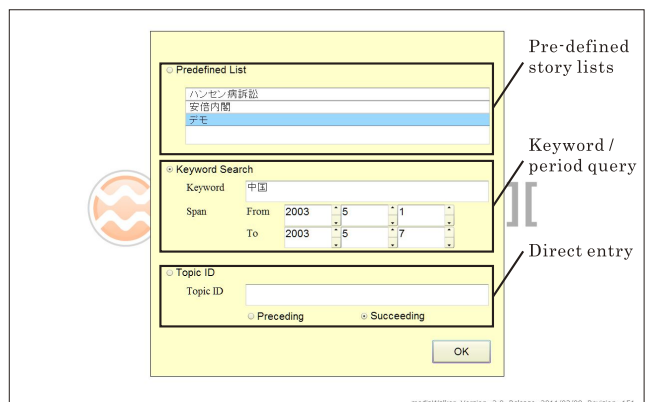 Predefined List
ハンセン病訴訟
安倍内閣
デモ
Pre-defined
story lists
Keyword Search
Keyword 中国
Span From 2003 5 1
To 2003 5 7
Keyword /
period query
Topic ID
Topic ID
Preceding Succeeding
Direct entry
OK